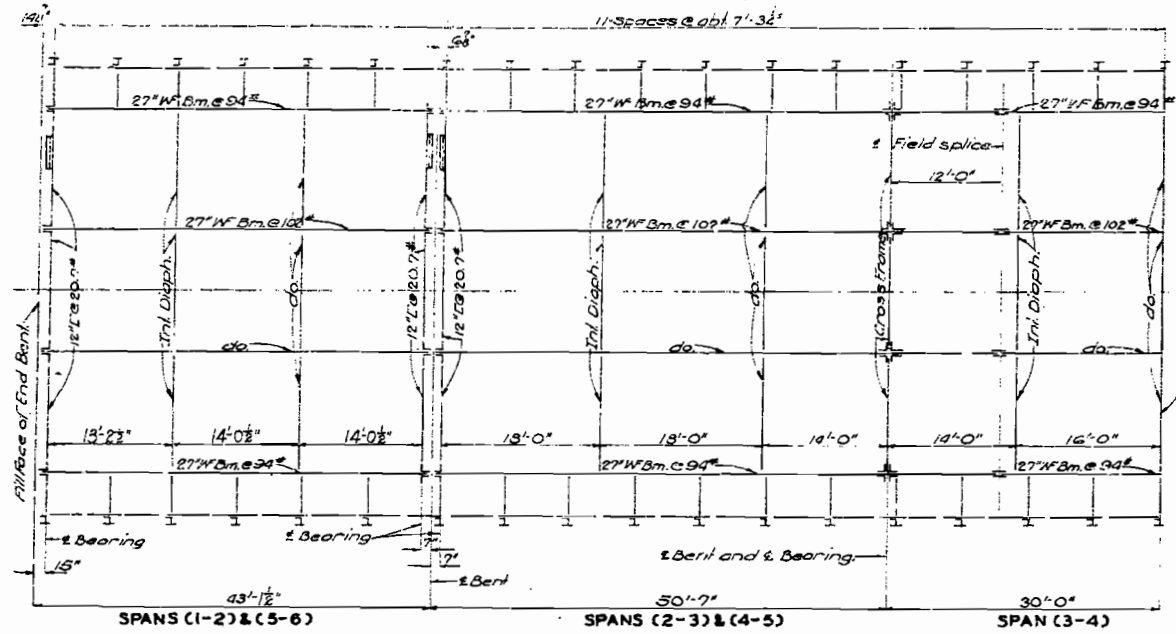 11-Spaces @ abt. 7'-3½"
27"WF Bm.@94#
27"WF Bm.@94#
27"WF Bm.@94#
℄ Field splice
12'-0"
27"WF Bm.@102#
27"WF Bm.@102#
27"WF Bm.@102#
Fill Face of End Bent.
12"[@20.7#
Int. Diaph.
do.
12"[@20.7#
12"[@20.7#
Int. Diaph.
do.
Cross Frame
Int. Diaph.
do.
do.
do.
do.
13'-2½"
14'-0½"
14'-0½"
18'-0"
18'-0"
14'-0"
14'-0"
16'-0"
27"WF Bm.@94#
27"WF Bm.@94#
27"WF Bm.@94#
℄ Bearing
℄ Bearing
℄ Bent and ℄ Bearing.
15"
7"
7"
℄ Bent
43'-1½"
50'-7"
30'-0"
SPANS (1-2) & (5-6)
SPANS (2-3) & (4-5)
SPAN (3-4)